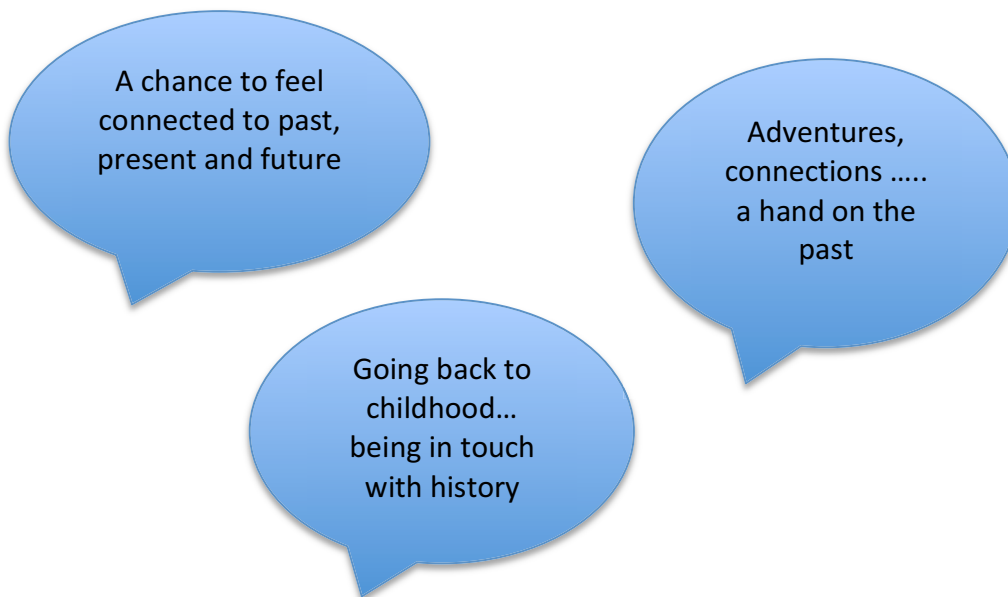 A chance to feel
connected to past,
present and future
Adventures,
connections …..
a hand on the
past
Going back to
childhood…
being in touch
with history